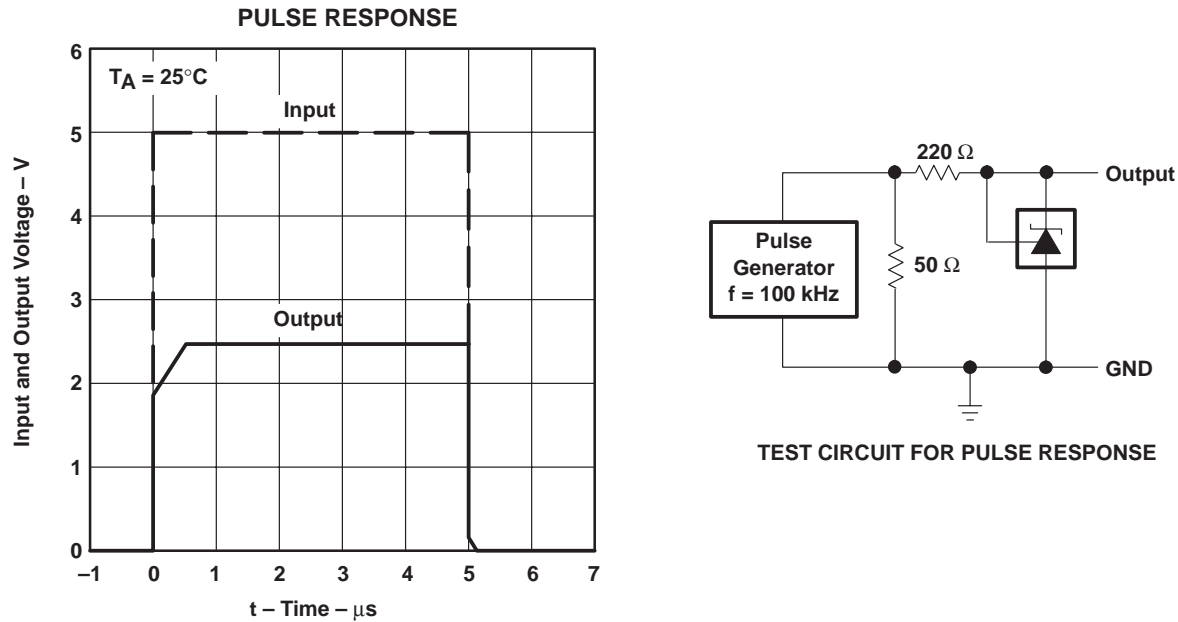 PULSE RESPONSE
6
TA = 25°C
Input
5
4
3
Output
2
1
0
–1 0 1 2 3 4 5 6 7
t – Time – μs
Input and Output Voltage – V
220 Ω
Output
Pulse
Generator
f = 100 kHz
50 Ω
GND
TEST CIRCUIT FOR PULSE RESPONSE